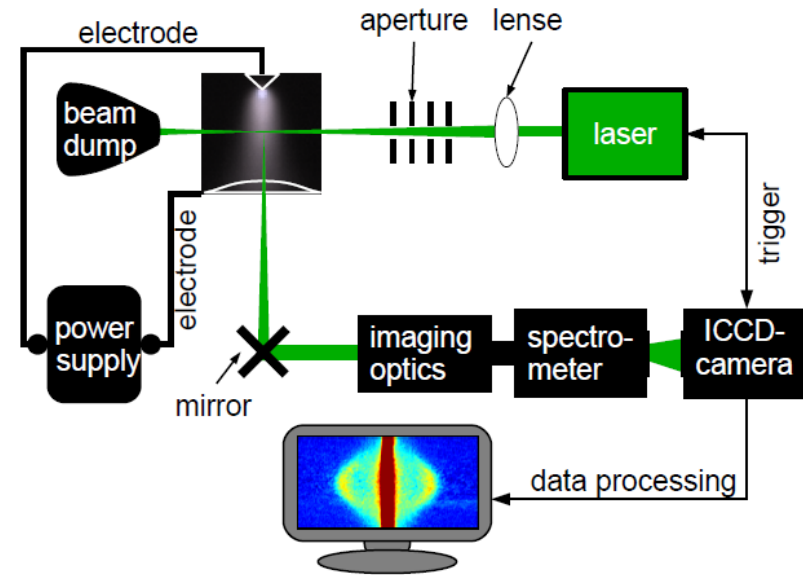 aperture
lense
electrode
beam
dump
laser
electrode
trigger
power
supply
mirror
imaging
optics
spectro-
meter
ICCD-
camera
data processing